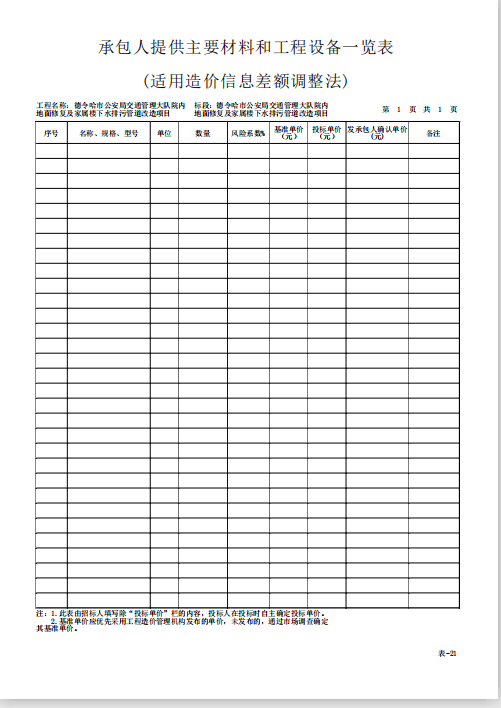 承包人提供主要材料和工程设备一览表
(适用造价信息差额调整法)
工程名称：德令哈市公安局交通管理大队院内 标段：德令哈市公安局交通管理大队院内
地面修复及家属楼下水排污管道改造项目 地面修复及家属楼下水排污管道改造项目 第 1 页 共 1 页
序号 名称、规格、型号 单位 数量 风险系数% 基准单价（元） 投标单价（元） 发承包人确认单价（元） 备注
注：1.此表由招标人填写除“投标单价”栏的内容，投标人在投标时自主确定投标单价。
2.基准单价应优先采用工程造价管理机构发布的单价，未发布的，通过市场调查确定
其基准单价。
表-21